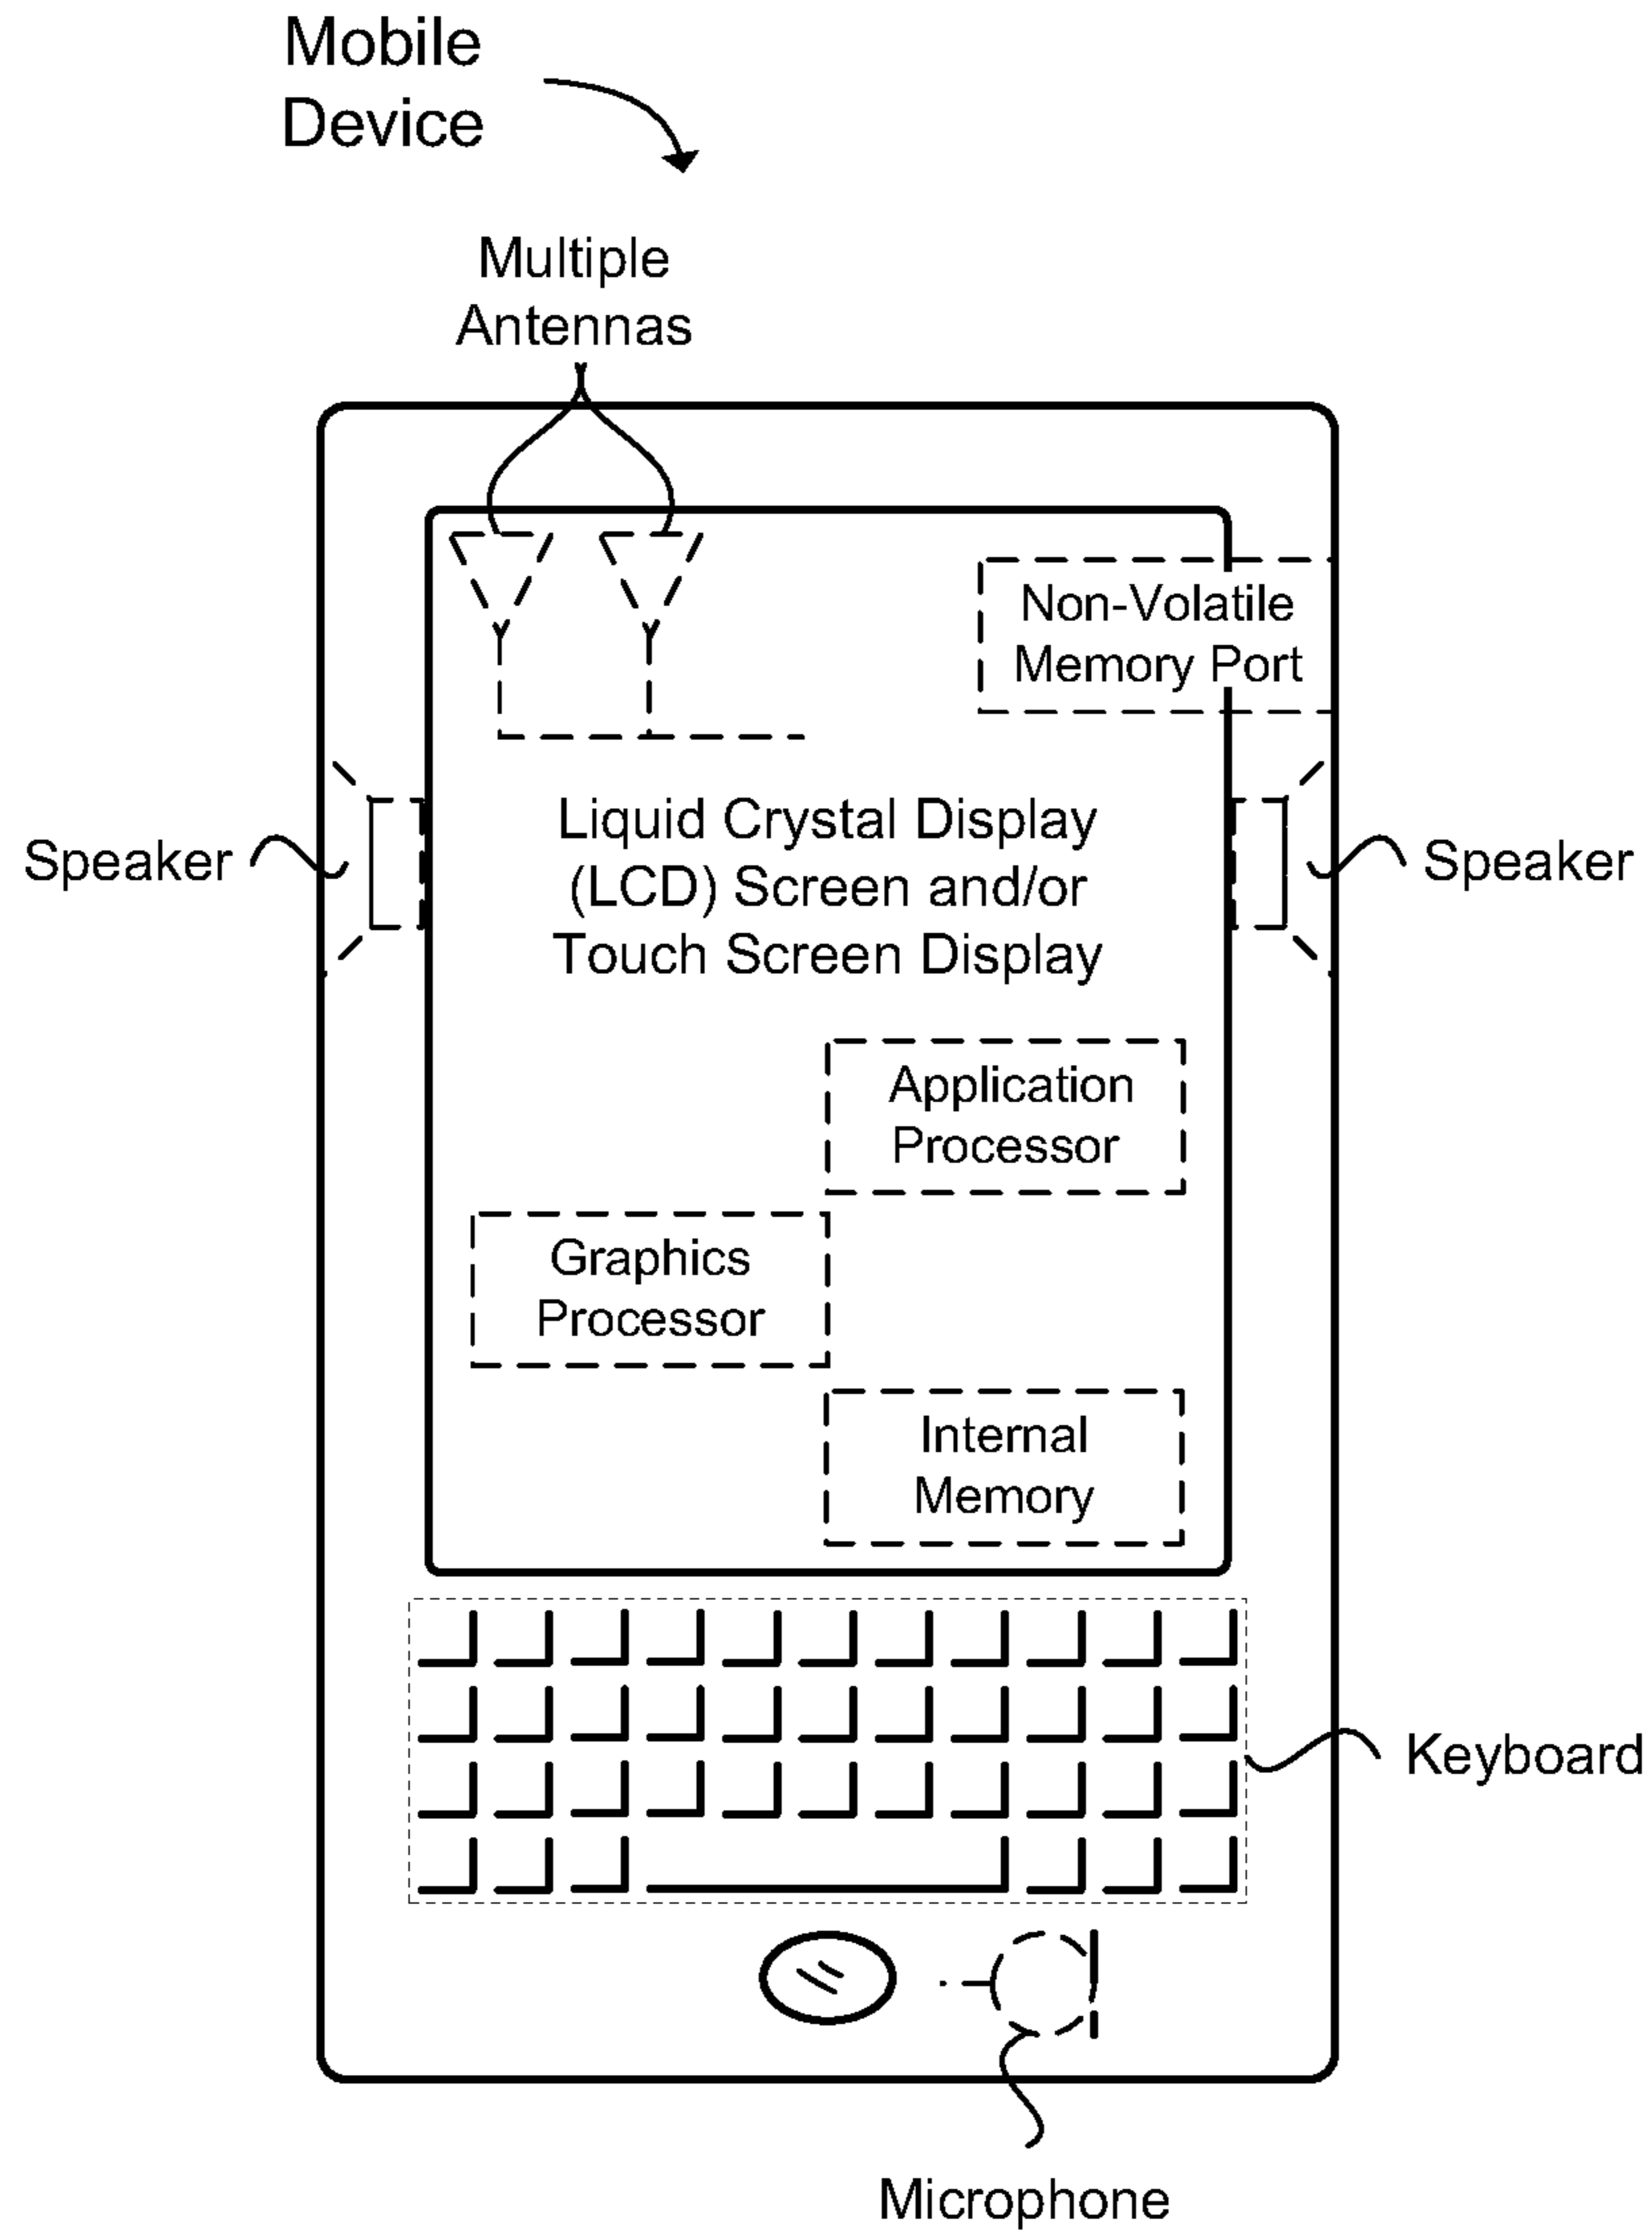 Mobile
Device
Multiple
Antennas
Non-Volatile
Memory Port
Speaker
Liquid Crystal Display
(LCD) Screen and/or
Touch Screen Display
Speaker
Application
Processor
Graphics
Processor
Internal
Memory
Keyboard
Microphone